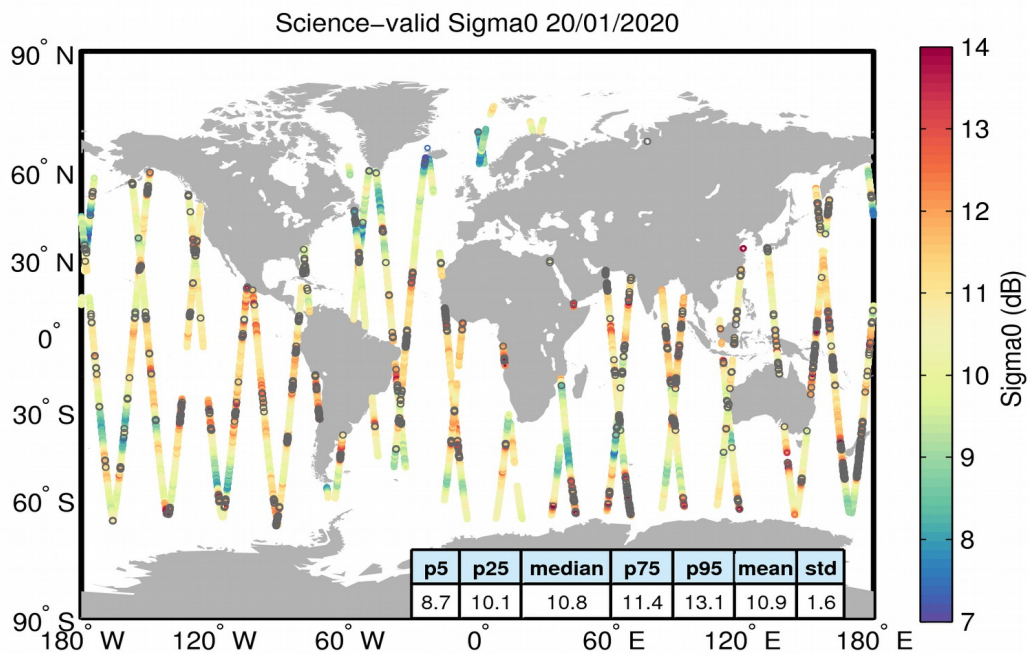 Science−valid Sigma0 20/01/2020
90° N
60° N
30° N
0°
30° S
60° S
90° S
180° W
120° W
60° W
0°
60° E
120° E
180° E
p5 p25 median p75 p95 mean std
8.7 10.1 10.8 11.4 13.1 10.9 1.6
14
13
12
11
10
9
8
7
Sigma0 (dB)